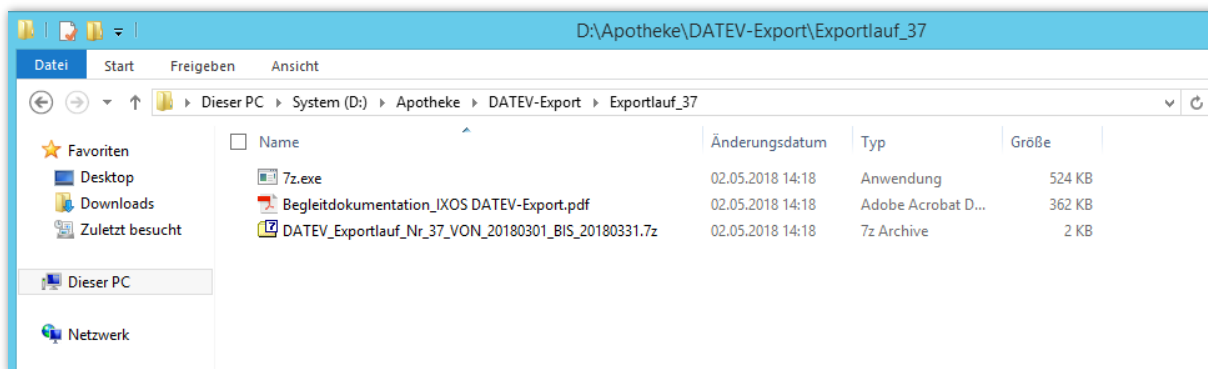 D:\Apotheke\DATEV-Export\Exportlauf_37
Datei Start Freigeben Ansicht
Dieser PC System (D:) Apotheke DATEV-Export Exportlauf_37
Name Änderungsdatum Typ Größe
Favoriten
Desktop
Downloads
Zuletzt besucht
Dieser PC
Netzwerk
7z.exe 02.05.2018 14:18 Anwendung 524 KB
Begleitdokumentation_IXOS DATEV-Export.pdf 02.05.2018 14:18 Adobe Acrobat D... 362 KB
DATEV_Exportlauf_Nr_37_VON_20180301_BIS_20180331.7z 02.05.2018 14:18 7z Archive 2 KB